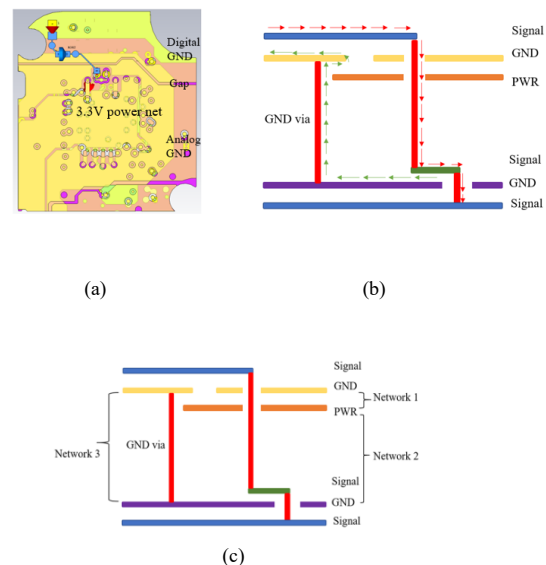 Digital
GND
Gap
3.3V power net
Analog
GND
(a)
Signal
GND
PWR
GND via
Signal
GND
Signal
(b)
Signal
GND
Network 1
PWR
GND via
Network 3
Network 2
Signal
GND
Signal
(c)